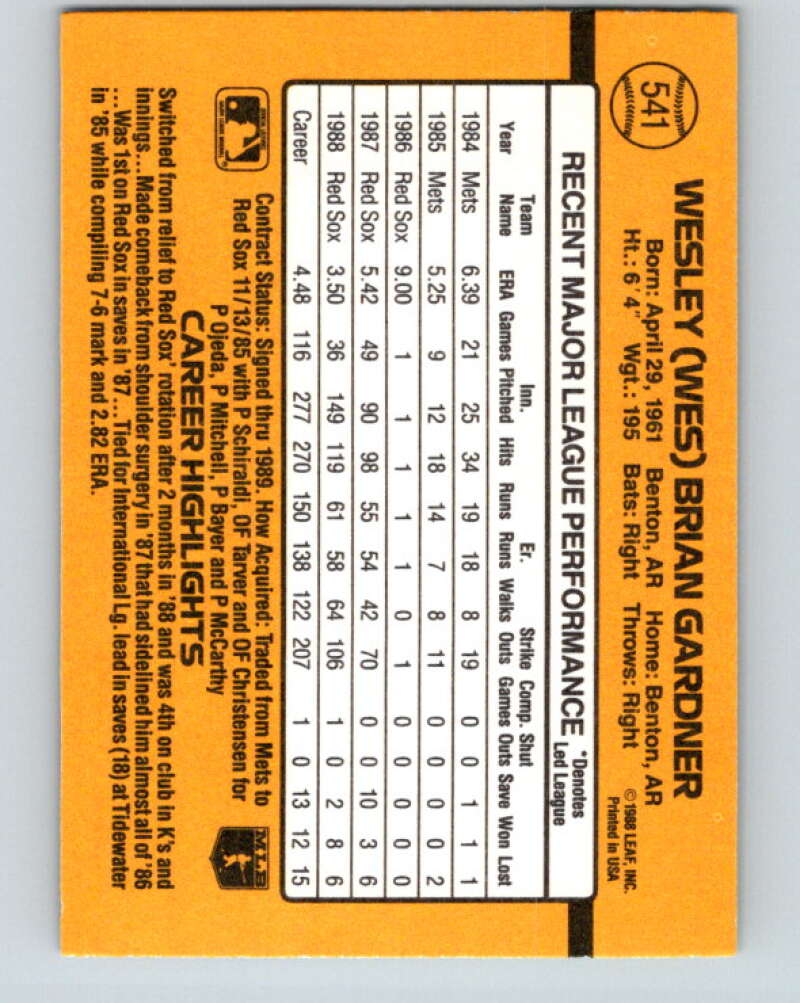 541
WESLEY (WES) BRIAN GARDNER
Born: April 29, 1961 Benton, AR Home: Benton, AR
Ht.: 6' 4" Wgt.: 195 Bats: Right Throws: Right
© 1988 LEAF, INC.
Printed in USA
RECENT MAJOR LEAGUE PERFORMANCE *Denotes Led League
Team Inn. Er. Strike Comp. Shut
Year Name ERA Games Pitched Hits Runs Runs Walks Outs Games Outs Save Won Lost
1984 Mets 6.39 21 25 34 19 18 8 19 0 0 1 1 1
1985 Mets 5.25 9 12 18 14 7 8 11 0 0 0 0 2
1986 Red Sox 9.00 1 1 1 1 1 0 1 0 0 0 0 0
1987 Red Sox 5.42 49 90 98 55 54 42 70 0 0 10 3 6
1988 Red Sox 3.50 36 149 119 61 58 64 106 1 0 2 8 6
Career 4.48 116 277 270 150 138 122 207 1 0 13 12 15
Contract Status: Signed thru 1989. How Acquired: Traded from Mets to
Red Sox 11/13/85 with P Schiraldi, OF Tarver and OF Christensen for
P Ojeda, P Mitchell, P Bayer and P McCarthy
MLB
CAREER HIGHLIGHTS
Switched from relief to Red Sox' rotation after 2 months in '88 and was 4th on club in K's and
innings...Made comeback from shoulder surgery in '87 that had sidelined him almost all of '86
...Was 1st on Red Sox in saves in '87...Tied for International Lg. lead in saves (18) at Tidewater
in '85 while compiling 7-6 mark and 2.82 ERA.